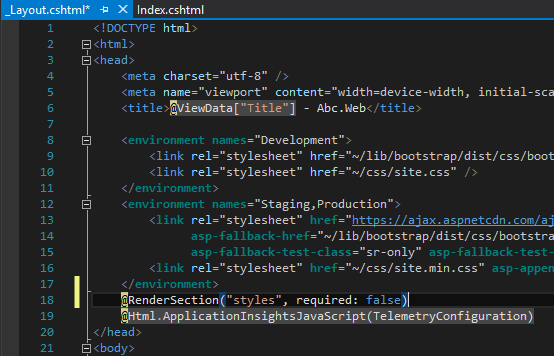 _Layout.cshtml* Index.cshtml
1 <!DOCTYPE html>
2 <html>
3 <head>
4 <meta charset="utf-8" />
5 <meta name="viewport" content="width=device-width, initial-sca
6 <title>@ViewData["Title"] - Abc.Web</title>
7
8 <environment names="Development">
9 <link rel="stylesheet" href="~/lib/bootstrap/dist/css/boot
10 <link rel="stylesheet" href="~/css/site.css" />
11 </environment>
12 <environment names="Staging,Production">
13 <link rel="stylesheet" href="https://ajax.aspnetcdn.com/aj
14 asp-fallback-href="~/lib/bootstrap/dist/css/bootstra
15 asp-fallback-test-class="sr-only" asp-fallback-test-
16 <link rel="stylesheet" href="~/css/site.min.css" asp-appen
17 </environment>
18 @RenderSection("styles", required: false)
19 @Html.ApplicationInsightsJavaScript(TelemetryConfiguration)
20 </head>
21 <body>